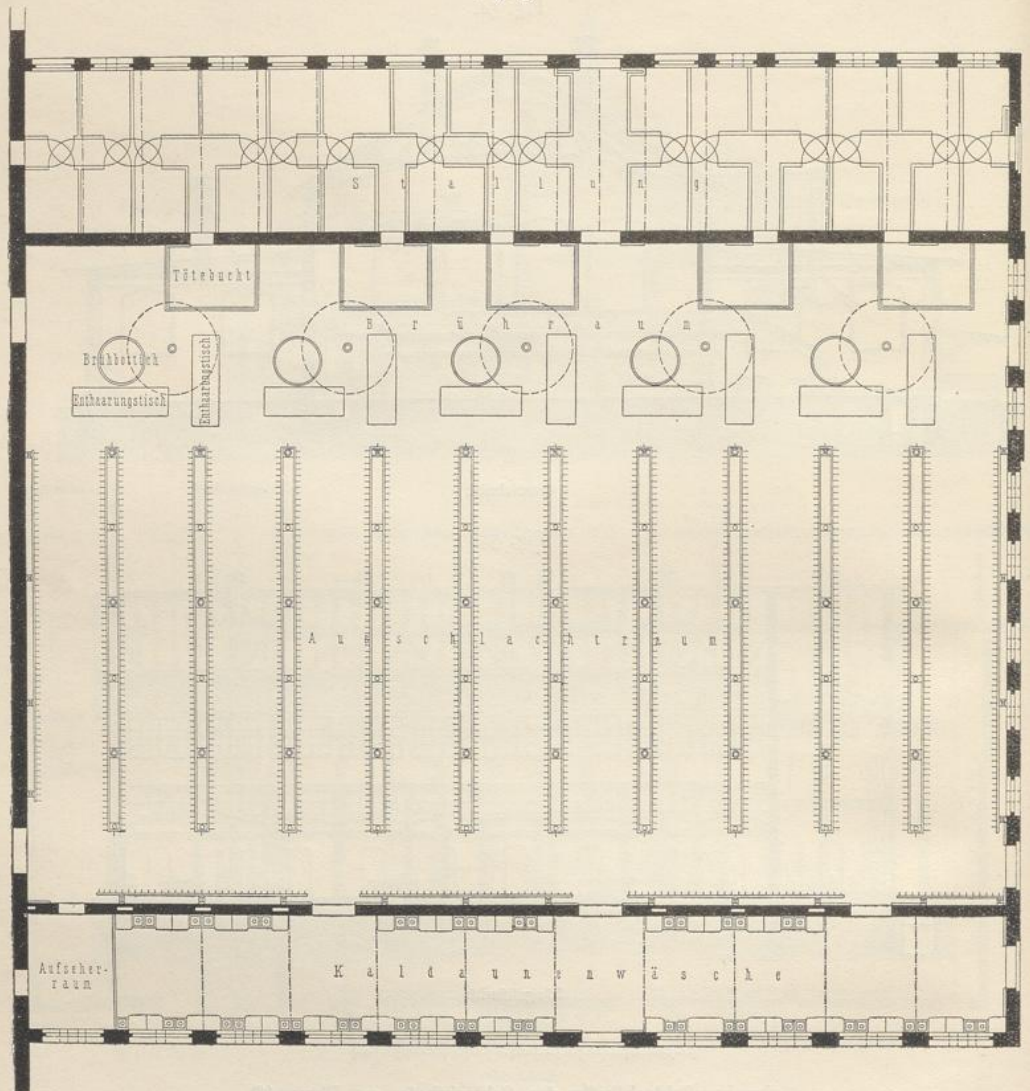 Stallung
Tötebucht
Brühraum
Brühbottich
Enthaarungstisch
Enthaarungstisch
Ausschlachtraum
Aufseher-
raum
Kaldaunenwäsche